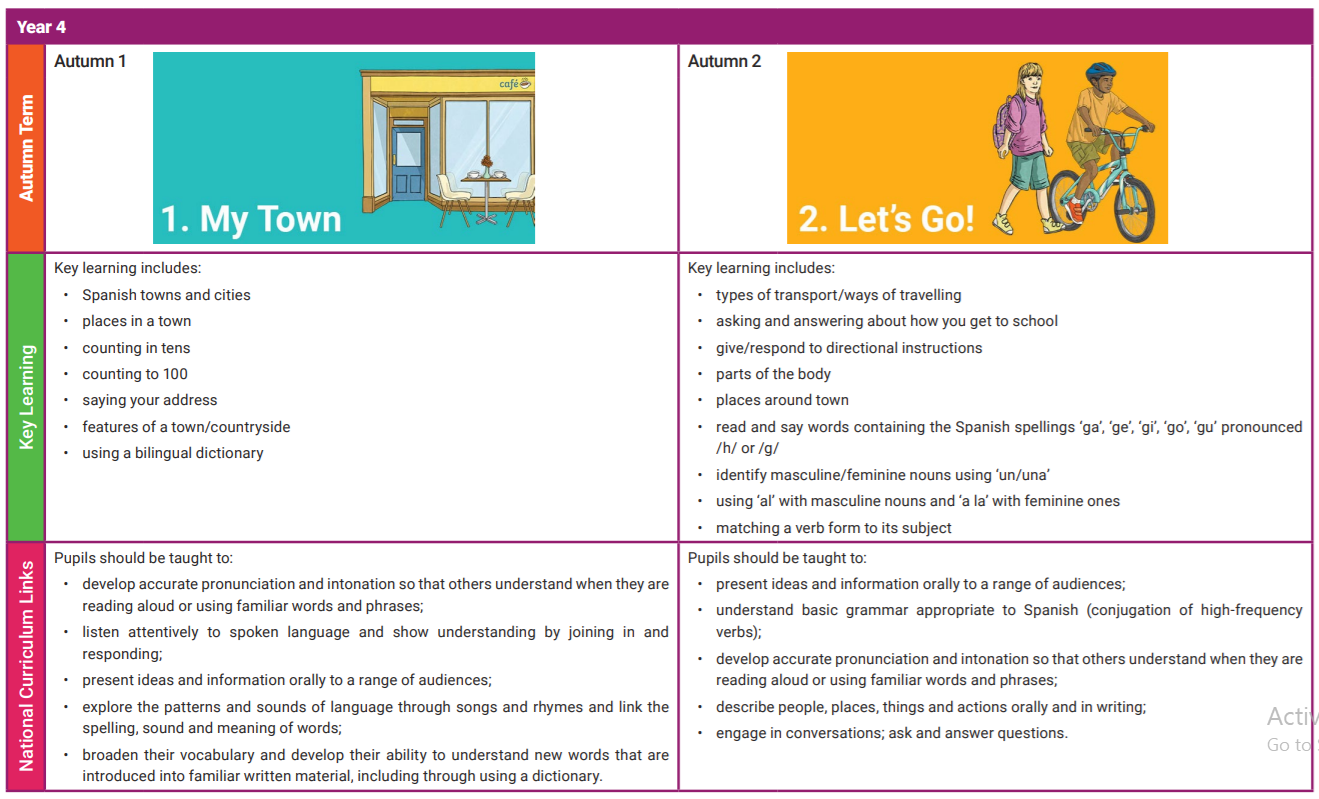 Year 4
Autumn Term
Autumn 1
café
1. My Town
Autumn 2
2. Let's Go!
Key Learning
Key learning includes:
• Spanish towns and cities
• places in a town
• counting in tens
• counting to 100
• saying your address
• features of a town/countryside
• using a bilingual dictionary
Key learning includes:
• types of transport/ways of travelling
• asking and answering about how you get to school
• give/respond to directional instructions
• parts of the body
• places around town
• read and say words containing the Spanish spellings ‘ga’, ‘ge’, ‘gi’, ‘go’, ‘gu’ pronounced
/h/ or /g/
• identify masculine/feminine nouns using ‘un/una’
• using ‘al’ with masculine nouns and ‘a la’ with feminine ones
• matching a verb form to its subject
National Curriculum Links
Pupils should be taught to:
• develop accurate pronunciation and intonation so that others understand when they are
reading aloud or using familiar words and phrases;
• listen attentively to spoken language and show understanding by joining in and
responding;
• present ideas and information orally to a range of audiences;
• explore the patterns and sounds of language through songs and rhymes and link the
spelling, sound and meaning of words;
• broaden their vocabulary and develop their ability to understand new words that are
introduced into familiar written material, including through using a dictionary.
Pupils should be taught to:
• present ideas and information orally to a range of audiences;
• understand basic grammar appropriate to Spanish (conjugation of high-frequency
verbs);
• develop accurate pronunciation and intonation so that others understand when they are
reading aloud or using familiar words and phrases;
• describe people, places, things and actions orally and in writing;
• engage in conversations; ask and answer questions.
Go to